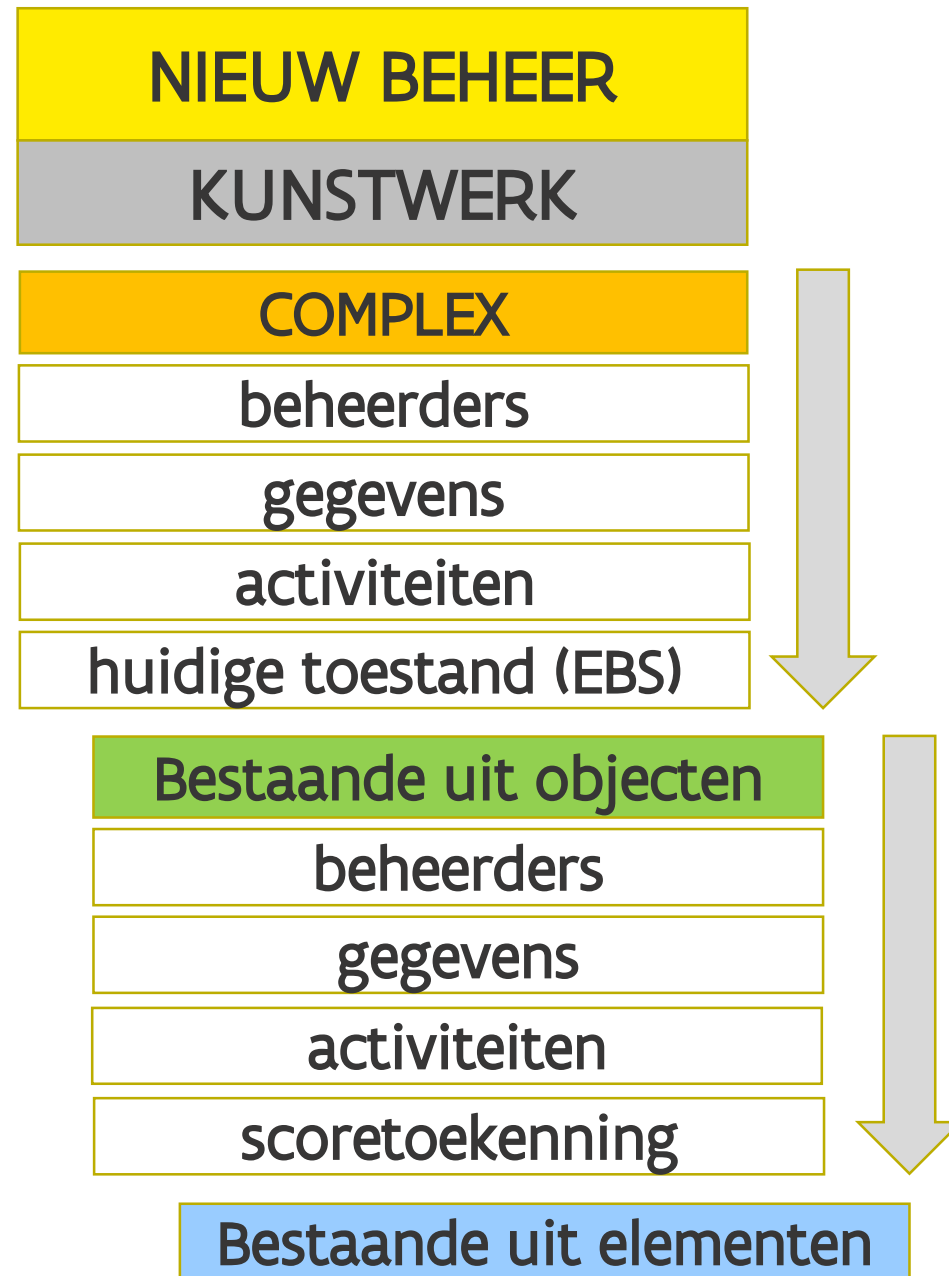 NIEUW BEHEER
KUNSTWERK
COMPLEX
beheerders
gegevens
activiteiten
huidige toestand (EBS)
Bestaande uit objecten
beheerders
gegevens
activiteiten
scoretoekenning
Bestaande uit elementen